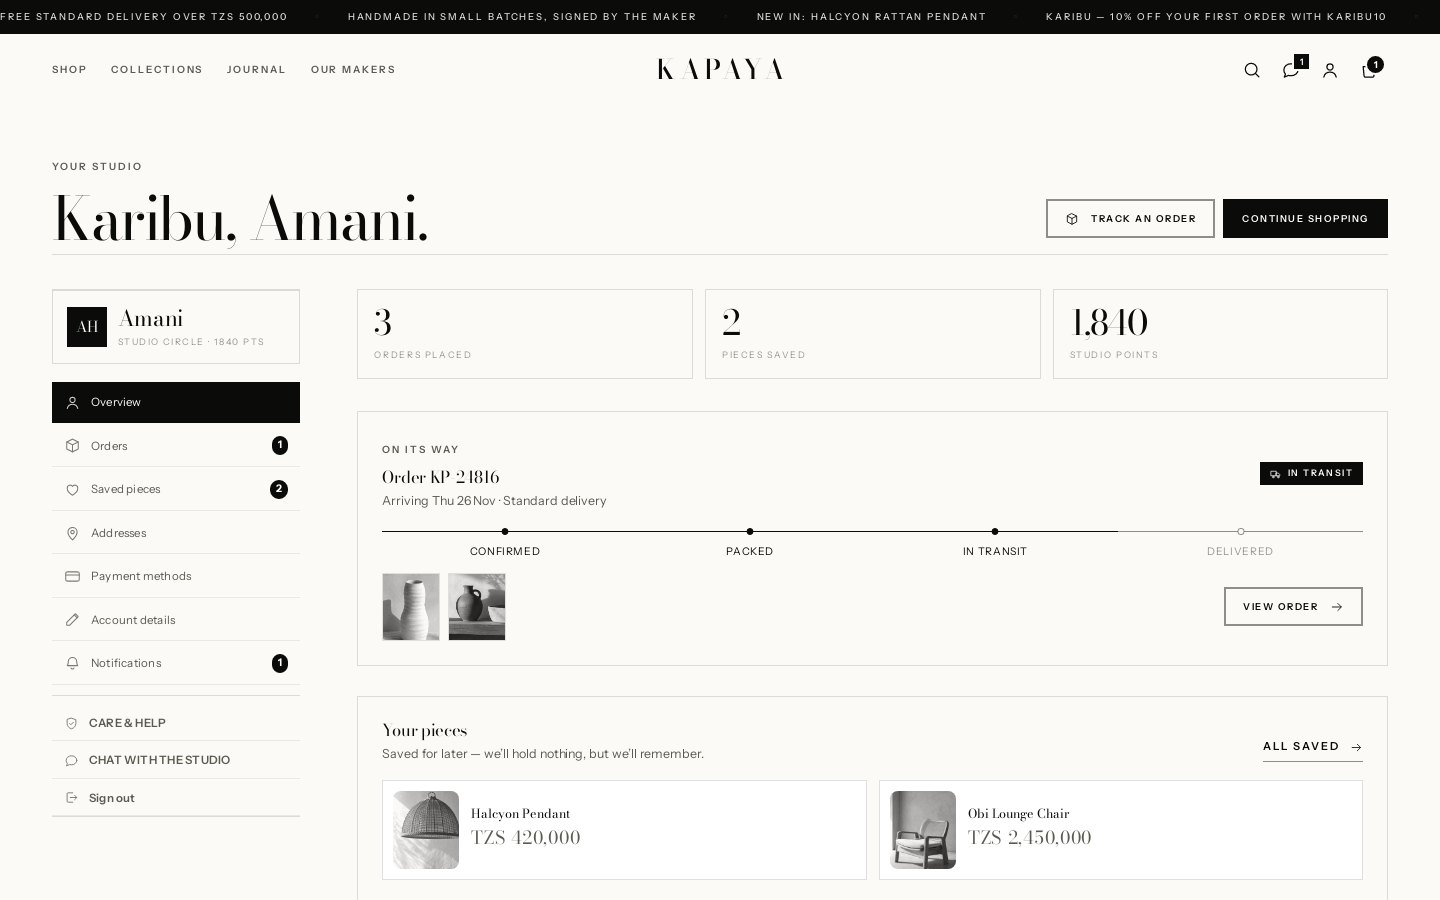 FREE STANDARD DELIVERY OVER TZS 500,000
HANDMADE IN SMALL BATCHES, SIGNED BY THE MAKER
NEW IN: HALCYON RATTAN PENDANT
KARIBU — 10% OFF YOUR FIRST ORDER WITH KARIBU10
SHOP
COLLECTIONS
JOURNAL
OUR MAKERS
KAPAYA
1
1
YOUR STUDIO
Karibu, Amani.
TRACK AN ORDER
CONTINUE SHOPPING
AH
Amani
STUDIO CIRCLE · 1840 PTS
Overview
Orders
1
Saved pieces
2
Addresses
Payment methods
Account details
Notifications
1
CARE & HELP
CHAT WITH THE STUDIO
Sign out
3
ORDERS PLACED
2
PIECES SAVED
1,840
STUDIO POINTS
ON ITS WAY
Order KP-24816
Arriving Thu 26 Nov · Standard delivery
IN TRANSIT
CONFIRMED
PACKED
IN TRANSIT
DELIVERED
VIEW ORDER
Your pieces
Saved for later — we'll hold nothing, but we'll remember.
ALL SAVED
Halcyon Pendant
TZS 420,000
Obi Lounge Chair
TZS 2,450,000